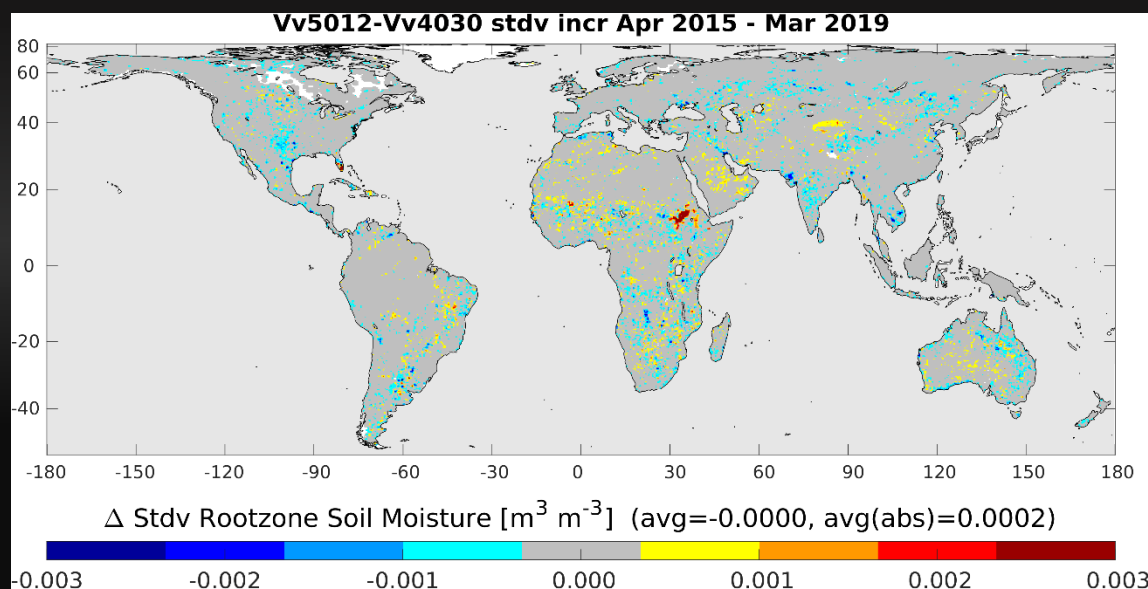 Vv5012-Vv4030 stdv incr Apr 2015 - Mar 2019
80
60
40
20
0
-20
-40
-180 -150 -120 -90 -60 -30 0 30 60 90 120 150 180
Δ Stdv Rootzone Soil Moisture [m³ m⁻³] (avg=-0.0000, avg(abs)=0.0002)
-0.003 -0.002 -0.001 0.000 0.001 0.002 0.003